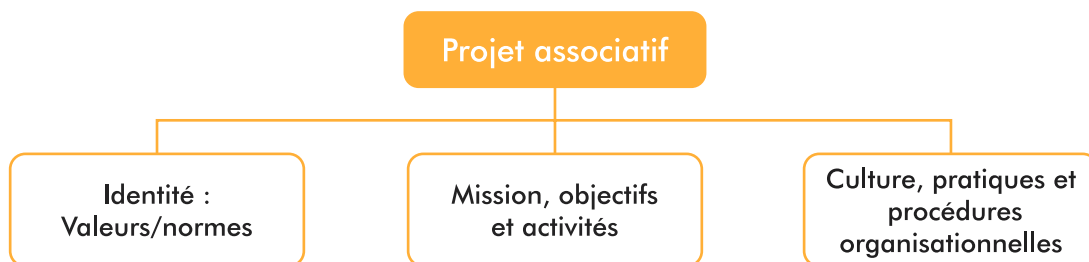 Projet associatif
Identité :
Valeurs/normes
Mission, objectifs
et activités
Culture, pratiques et
procédures
organisationnelles